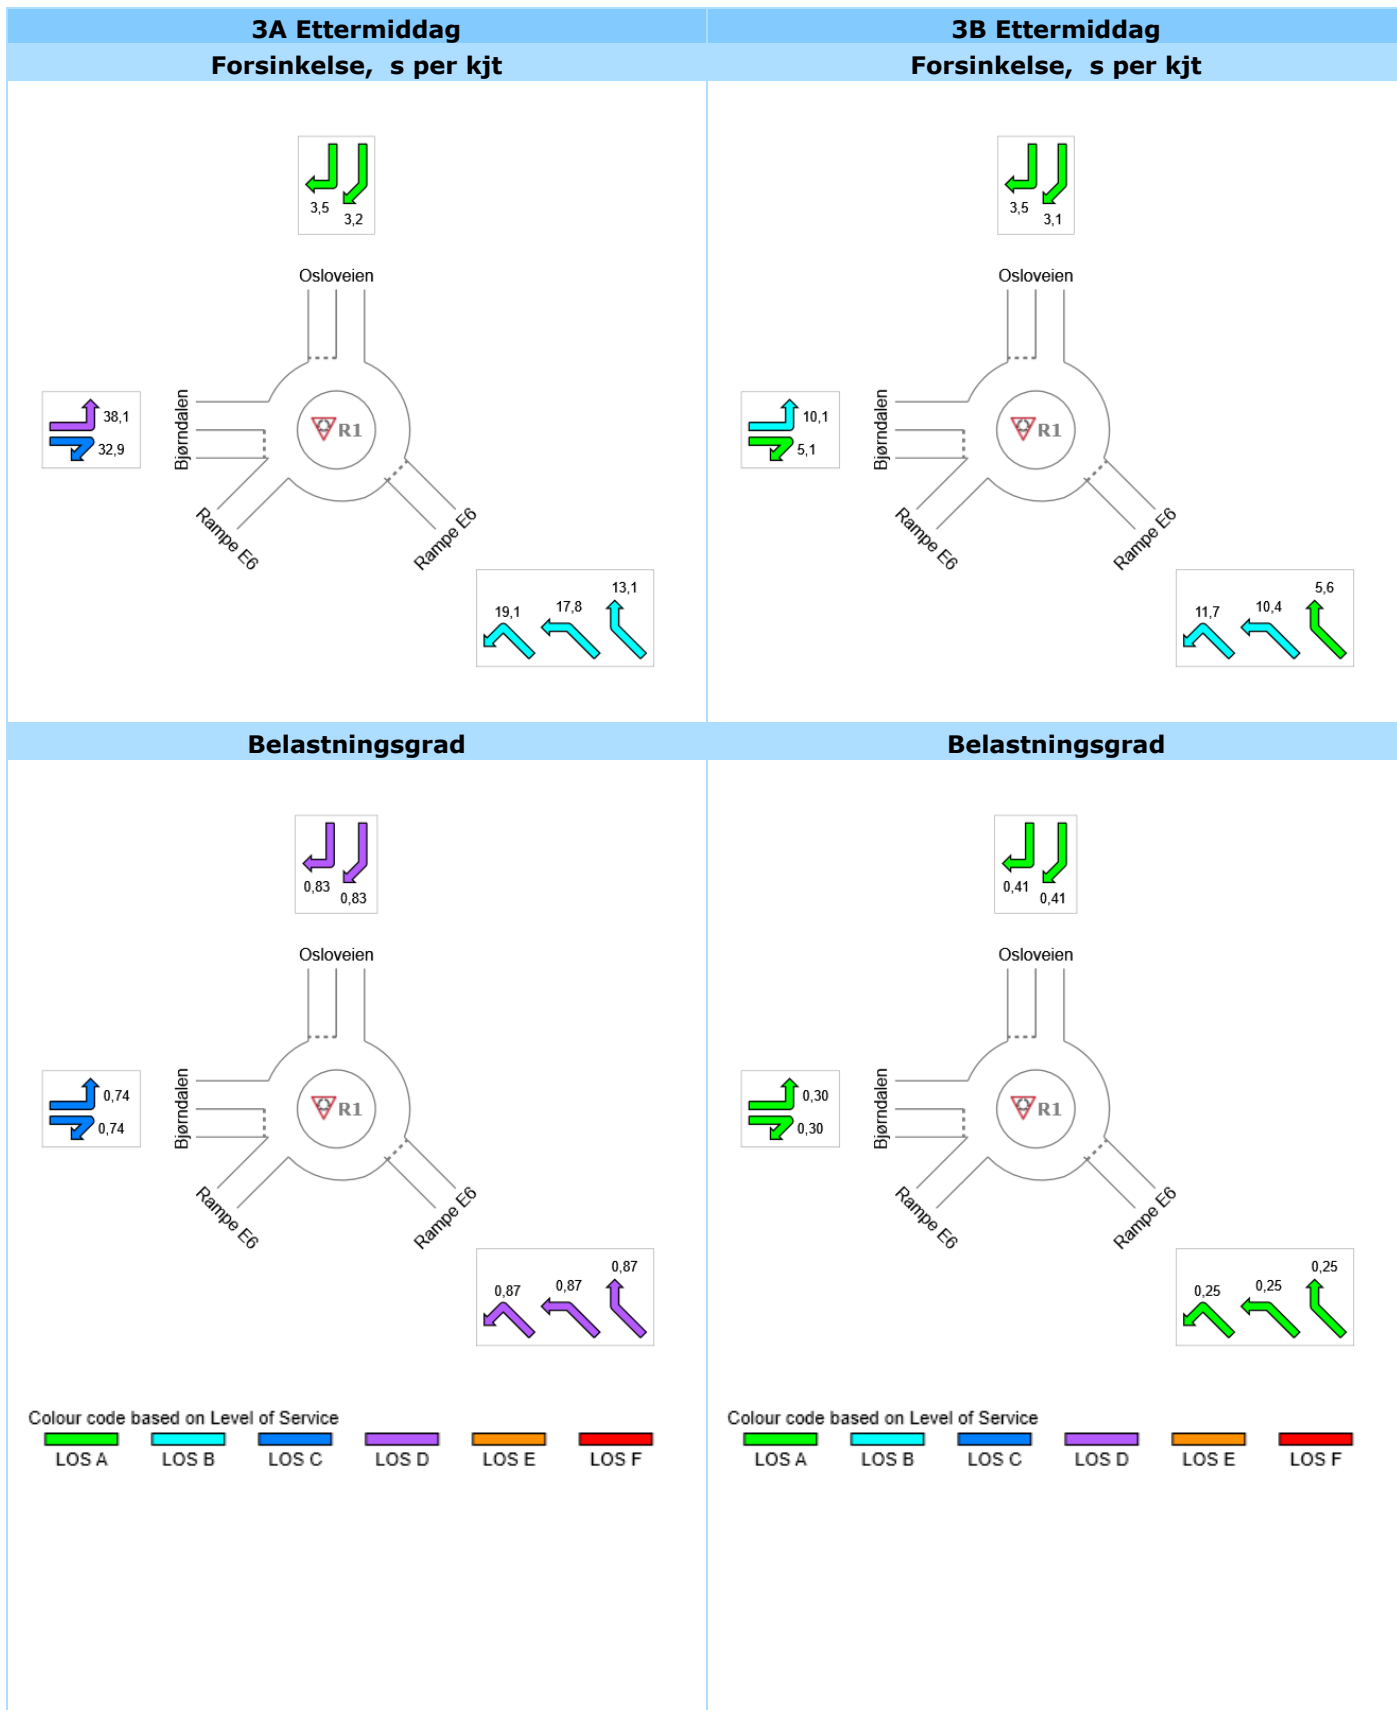 3A Ettermiddag
3B Ettermiddag
Forsinkelse, s per kjt
Forsinkelse, s per kjt
3,5
3,2
Osloveien
38,1
32,9
Bjørndalen
R1
Rampe E6
Rampe E6
19,1
17,8
13,1
3,5
3,1
Osloveien
10,1
5,1
Bjørndalen
R1
Rampe E6
Rampe E6
11,7
10,4
5,6
Belastningsgrad
Belastningsgrad
0,83
0,83
Osloveien
0,74
0,74
Bjørndalen
R1
Rampe E6
Rampe E6
0,87
0,87
0,87
Colour code based on Level of Service
LOS A
LOS B
LOS C
LOS D
LOS E
LOS F
0,41
0,41
Osloveien
0,30
0,30
Bjørndalen
R1
Rampe E6
Rampe E6
0,25
0,25
0,25
Colour code based on Level of Service
LOS A
LOS B
LOS C
LOS D
LOS E
LOS F